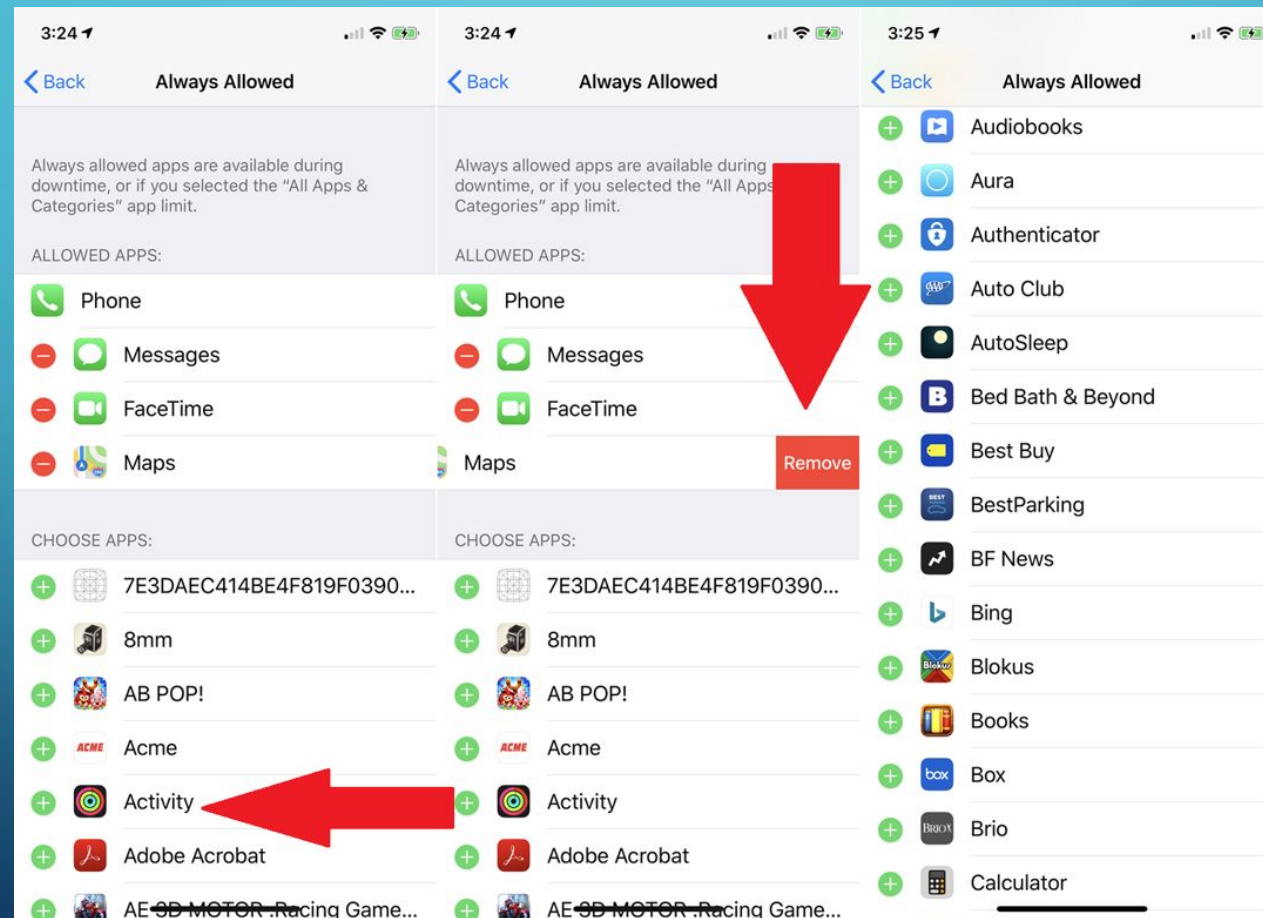 3:24
Back
Always Allowed
Always allowed apps are available during
downtime, or if you selected the “All Apps &
Categories” app limit.
ALLOWED APPS:
Phone
Messages
FaceTime
Maps
CHOOSE APPS:
7E3DAEC414BE4F819F0390...
8mm
AB POP!
ACME
Acme
Activity
Adobe Acrobat
AE 3D MOTOR :Racing Game...
3:24
Back
Always Allowed
Always allowed apps are available during
downtime, or if you selected the “All Apps
Categories” app limit.
ALLOWED APPS:
Phone
Messages
FaceTime
Maps
Remove
CHOOSE APPS:
7E3DAEC414BE4F819F0390...
8mm
AB POP!
ACME
Acme
Activity
Adobe Acrobat
AE 3D MOTOR :Racing Game...
3:25
Back
Always Allowed
Audiobooks
Aura
Authenticator
Auto Club
AutoSleep
B
Bed Bath & Beyond
Best Buy
BEST
BestParking
BF News
Bing
Blokus
Blokus
Books
box
Box
Brio
Calculator